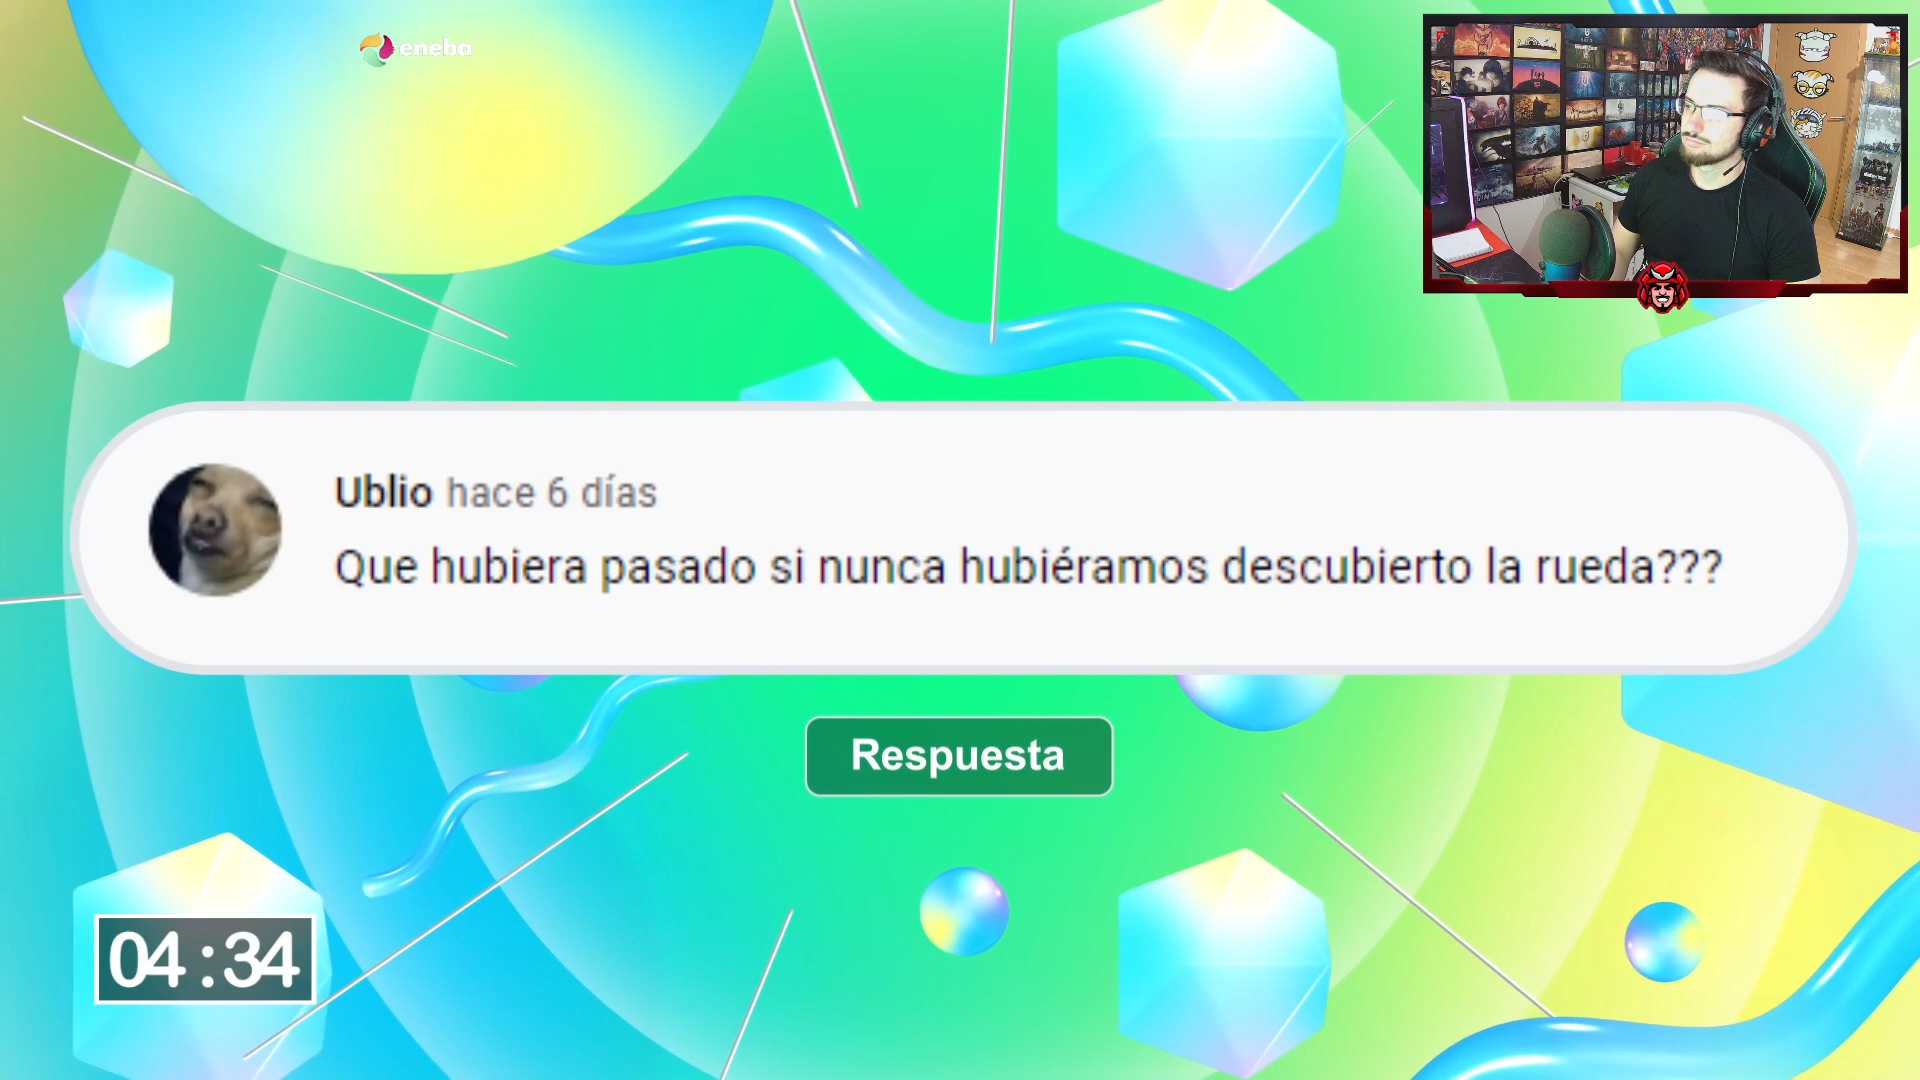 eneba
Ublio hace 6 días
Que hubiera pasado si nunca hubiéramos descubierto la rueda???
Respuesta
04:34